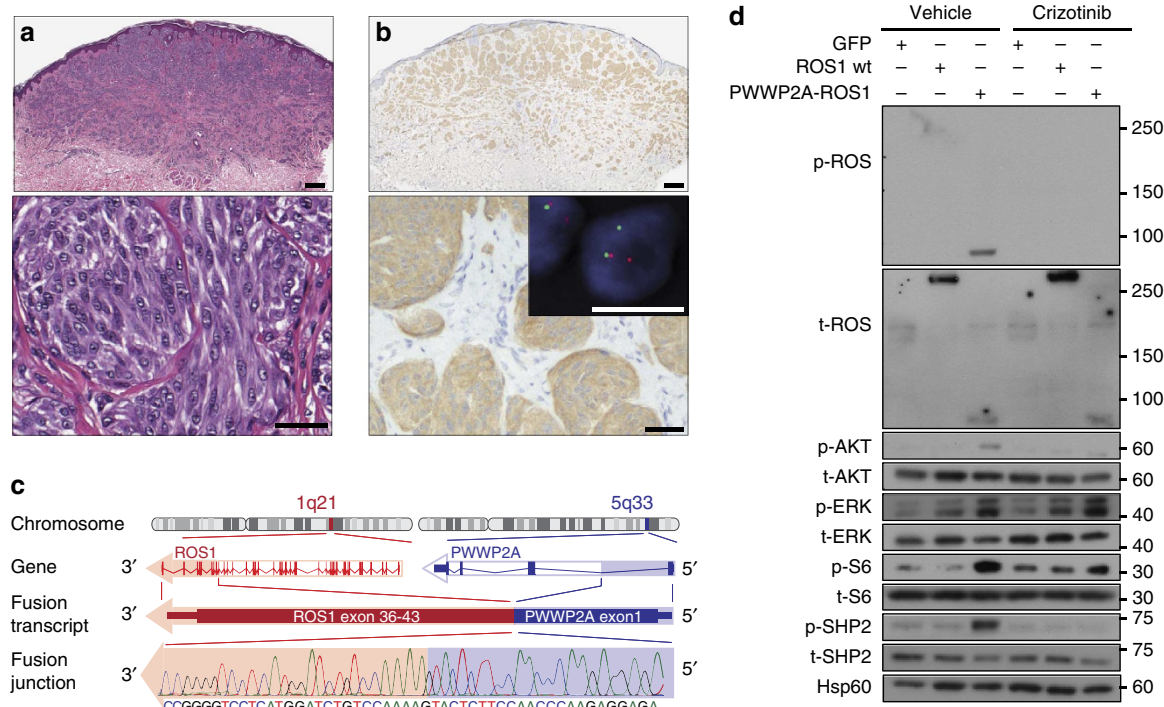 a
b
c
1q21
5q33
Chromosome
ROS1
PWWP2A
Gene
3′
5′
Fusion
transcript
3′
ROS1 exon 36-43
PWWP2A exon1
5′
Fusion
junction
3′
5′
CCGGGGTCCTCATGGATCTGTCCAAAAGTACTCTTCCAACCCAAGAGGAGA
d
Vehicle
Crizotinib
GFP
+ – – + – –
ROS1 wt
– + – – + –
PWWP2A-ROS1
– – + – – +
p-ROS
250
150
100
t-ROS
250
150
100
p-AKT
60
t-AKT
60
p-ERK
40
t-ERK
40
p-S6
30
t-S6
30
p-SHP2
75
t-SHP2
75
Hsp60
60